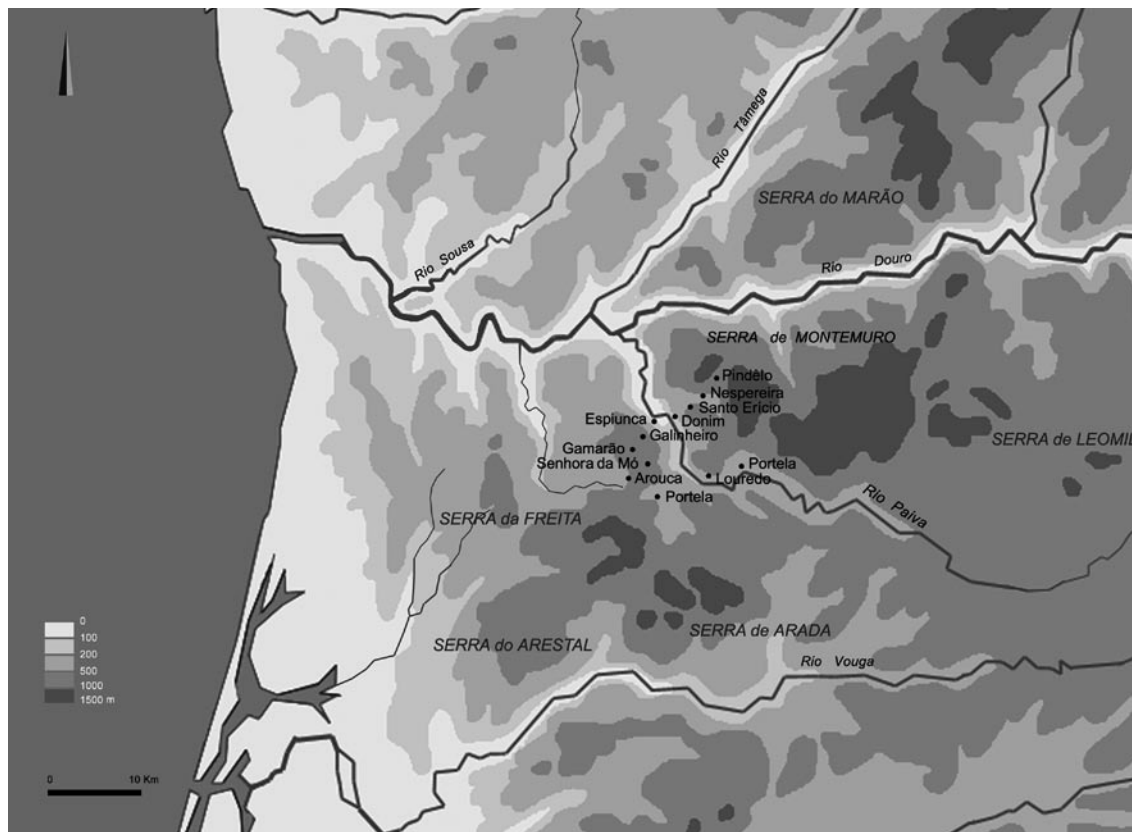 Rio Tâmega
SERRA do MARÃO
Rio Sousa
Rio Douro
SERRA de MONTEMURO
Pindêlo
Nespereira
Santo Erício
Espiunca
Donim
Galinheiro
SERRA de LEOMIL
Gamarão
Senhora da Mó
Portela
Arouca
Louredo
Portela
Rio Paiva
SERRA da FREITA
0
100
200
500
1000
1500 m
SERRA de ARADA
SERRA do ARESTAL
Rio Vouga
0 10 Km